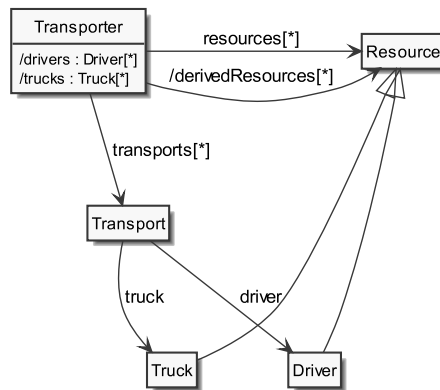 Transporter
/drivers : Driver[*]
/trucks : Truck[*]
resources[*]
/derivedResources[*]
Resource
transports[*]
Transport
truck
driver
Truck
Driver